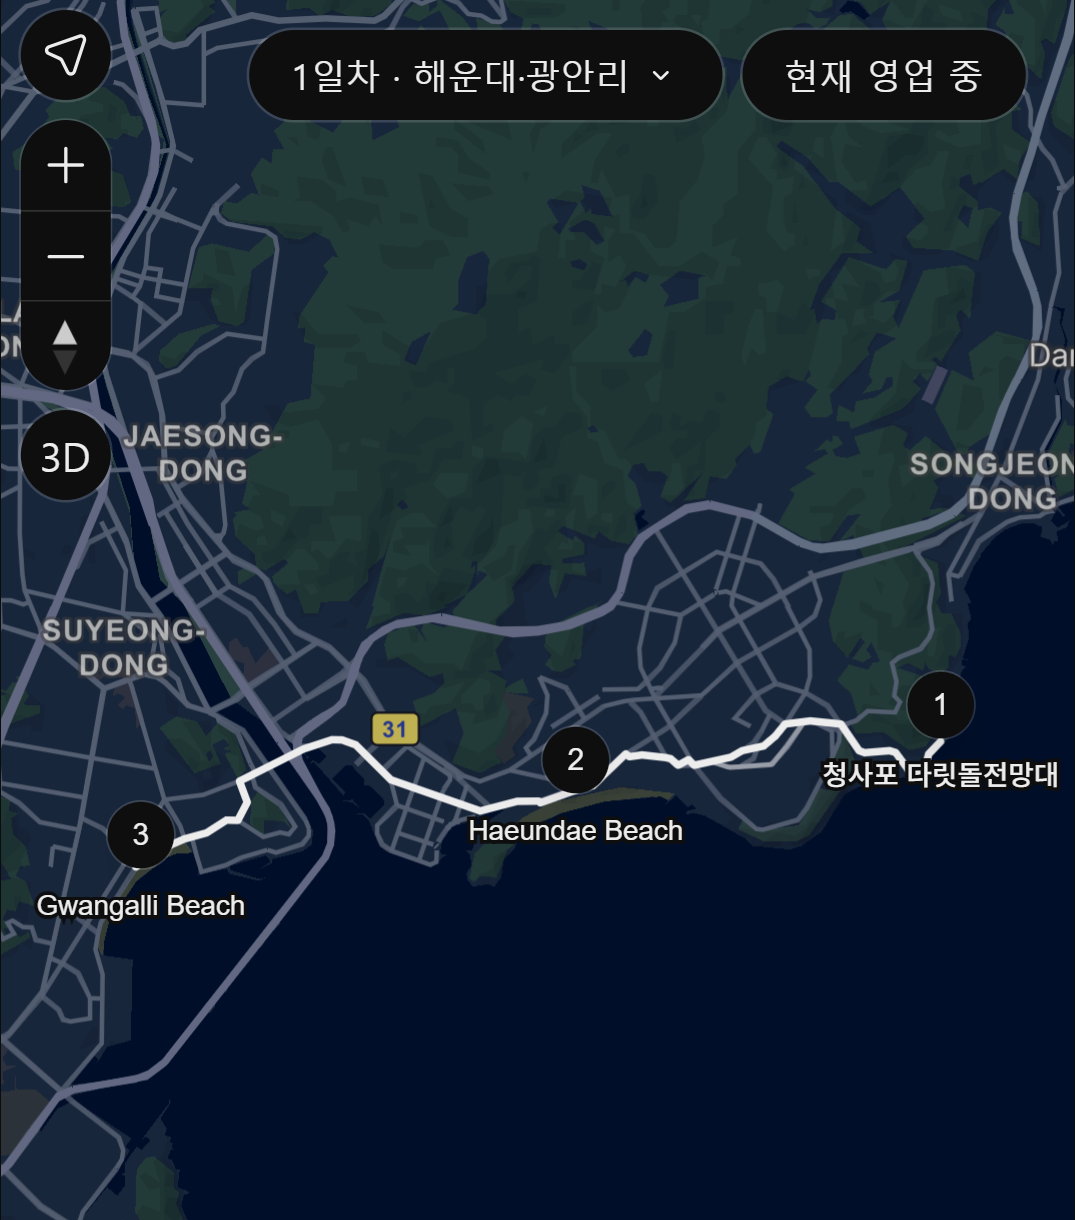 1일차 · 해운대·광안리
현재 영업 중
3D
JAESONG-
DONG
SONGJEON
DONG
SUYEONG-
DONG
1
31
2
청사포 다릿돌전망대
3
Haeundae Beach
Gwangalli Beach